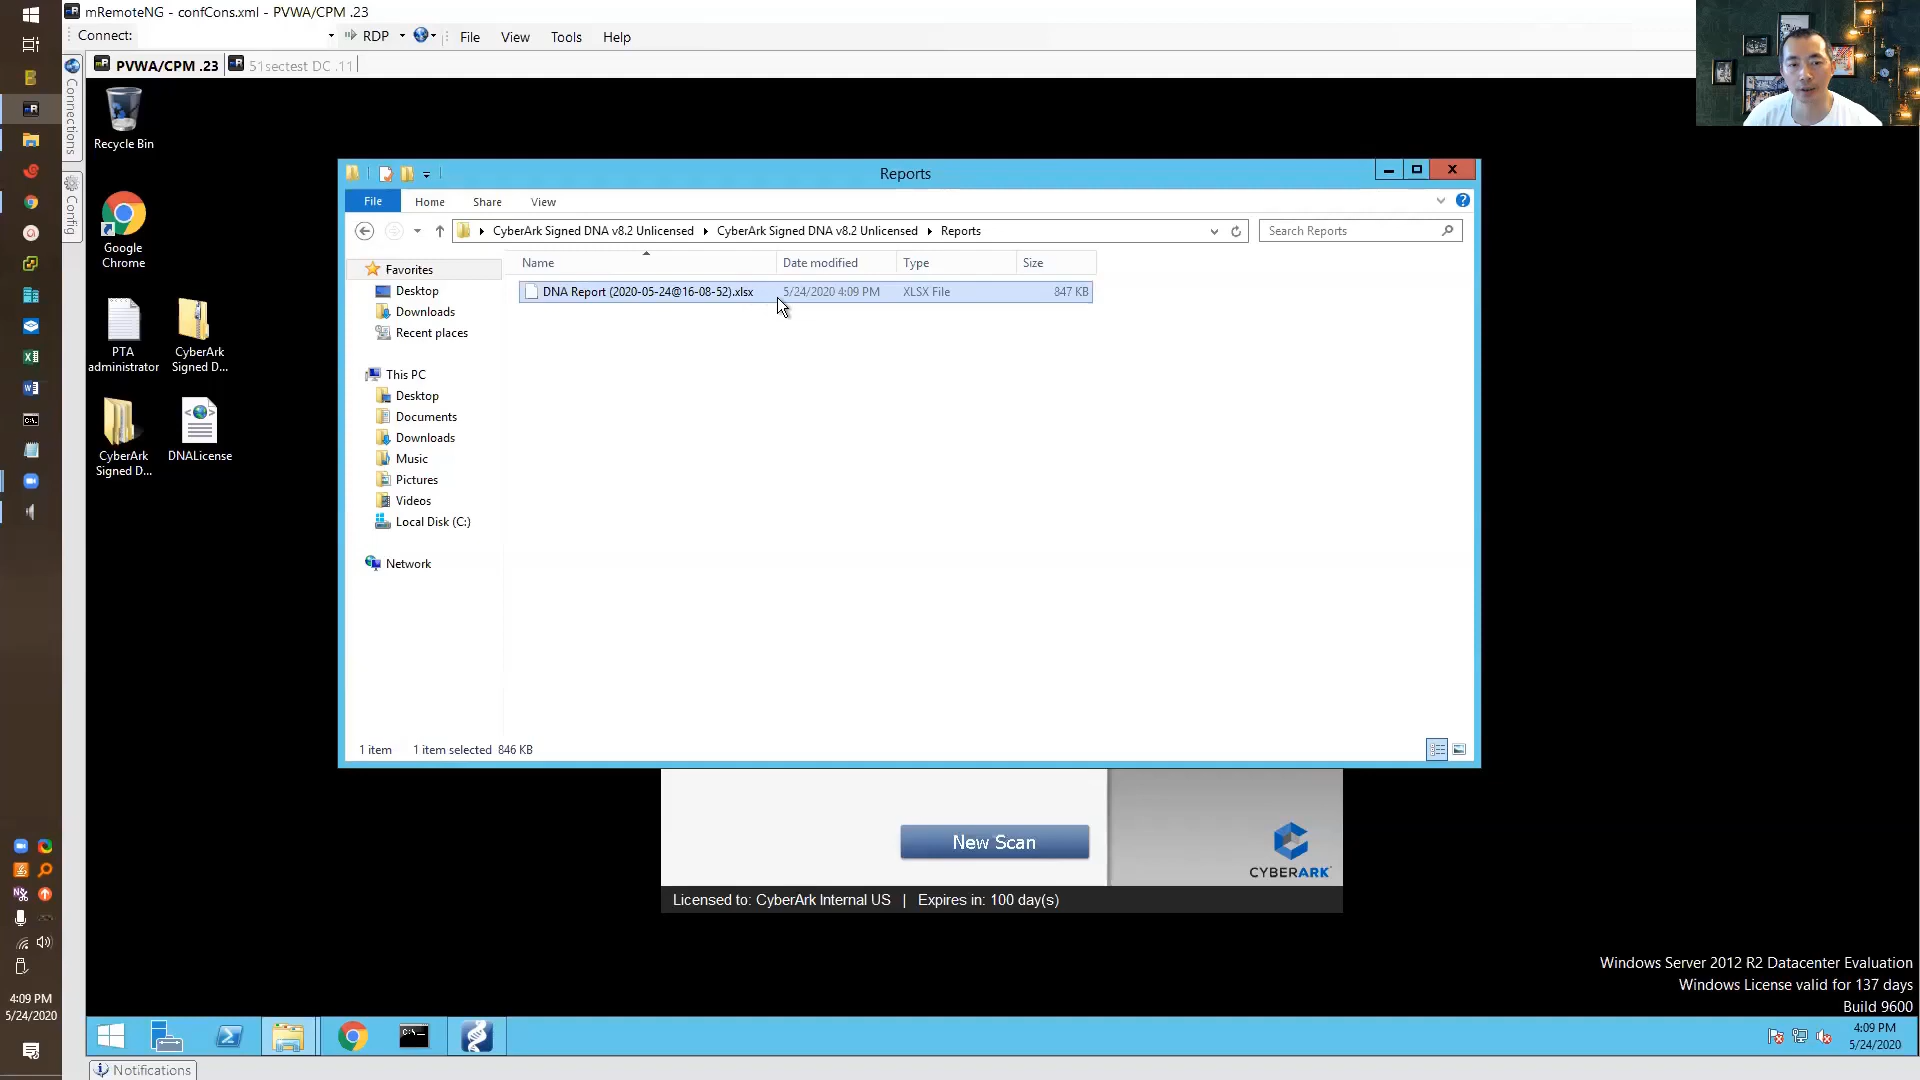 mRemoteNG - confCons.xml - PVWA/CPM .23
Connect:
RDP
File
View
Tools
Help
PVWA/CPM .23
51sectest DC .11
Connections
Config
Recycle Bin
Google
Chrome
PTA
administrator
CyberArk
Signed D...
CyberArk
Signed D...
DNALicense
Reports
File
Home
Share
View
CyberArk Signed DNA v8.2 Unlicensed
CyberArk Signed DNA v8.2 Unlicensed
Reports
Search Reports
Name
Date modified
Type
Size
DNA Report (2020-05-24@16-08-52).xlsx
5/24/2020 4:09 PM
XLSX File
847 KB
Favorites
Desktop
Downloads
Recent places
This PC
Desktop
Documents
Downloads
Music
Pictures
Videos
Local Disk (C:)
Network
1 item
1 item selected 846 KB
New Scan
CYBERARK
Licensed to: CyberArk Internal US | Expires in: 100 day(s)
Windows Server 2012 R2 Datacenter Evaluation
Windows License valid for 137 days
Build 9600
4:09 PM
5/24/2020
4:09 PM
5/24/2020
Notifications